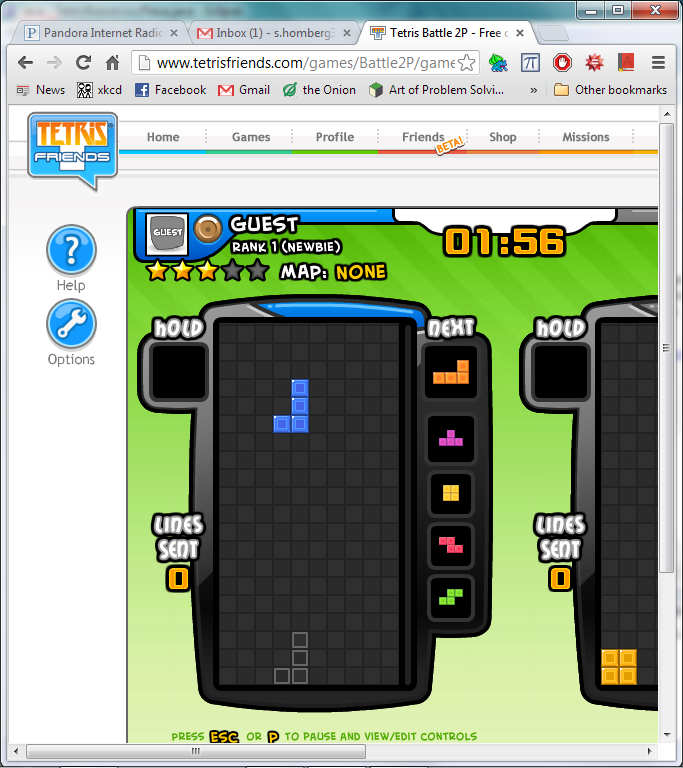 Pandora Internet Radio
Inbox (1) - s.homberg3
Tetris Battle 2P - Free o
www.tetrisfriends.com/games/Battle2P/game
News
xkcd
Facebook
Gmail
the Onion
Art of Problem Solvi...
»
Other bookmarks
TETRIS
FRIENDS
Home
Games
Profile
Friends
BETA!
Shop
Missions
Help
Options
GUEST
GUEST
RANK 1 (NEWBIE)
01:56
MAP: NONE
HOLD
NEXT
HOLD
LINES
SENT
0
LINES
SENT
0
PRESS ESC OR P TO PAUSE AND VIEW/EDIT CONTROLS